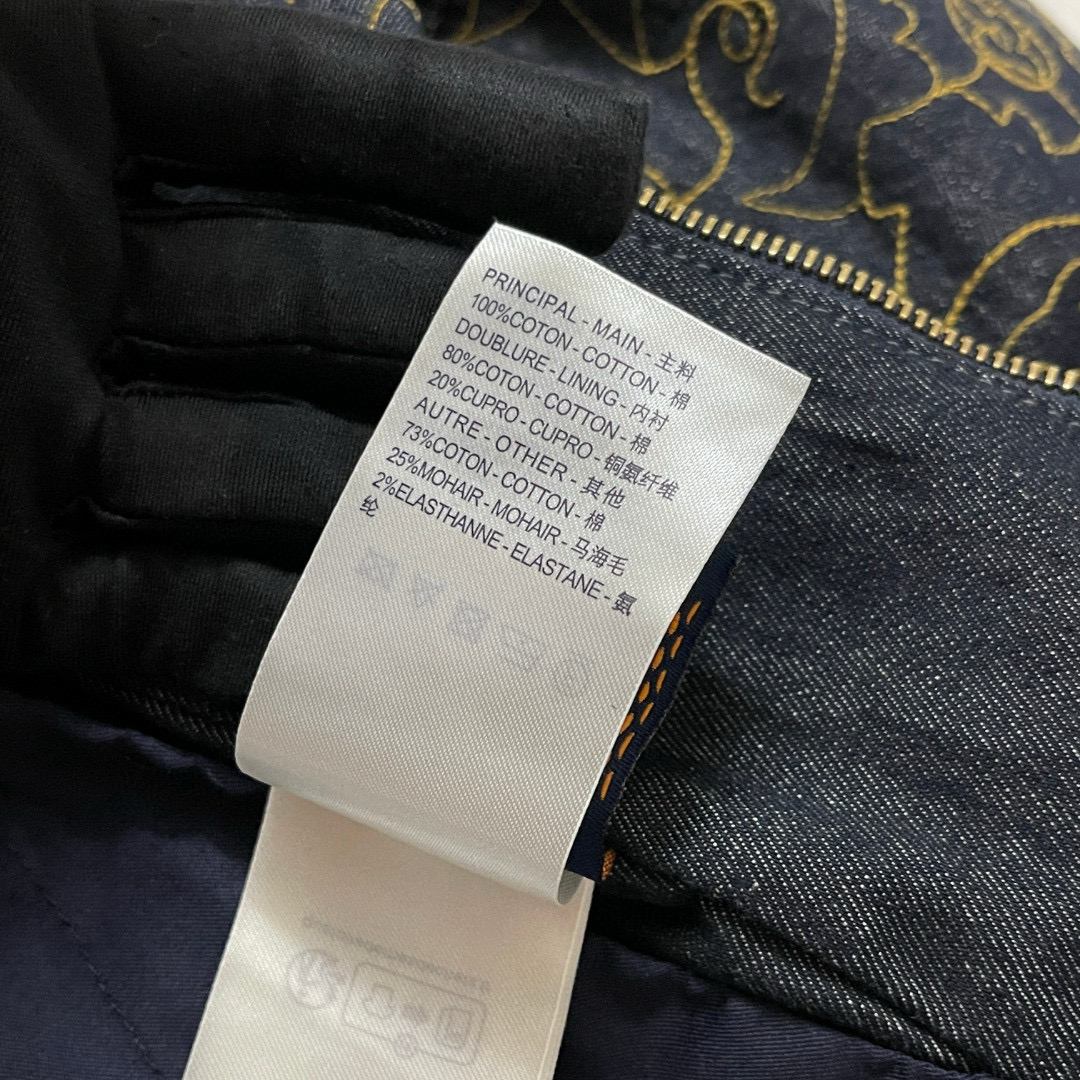 PRINCIPAL - MAIN - 主料
100%COTON - COTTON - 棉
DOUBLURE - LINING - 内衬
80%COTON - COTTON - 棉
20%CUPRO - CUPRO - 铜氨纤维
AUTRE - OTHER - 其他
73%COTON - COTTON - 棉
25%MOHAIR - MOHAIR - 马海毛
2%ELASTHANNE - ELASTANE - 氨
纶